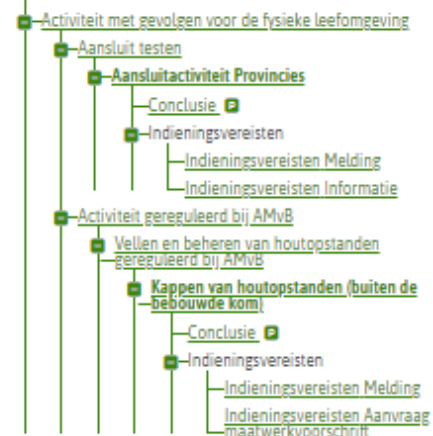 Activiteit met gevolgen voor de fysieke leefomgeving
Aansluit testen
Aansluitactiviteit Provincies
Conclusie P
Indieningsvereisten
Indieningsvereisten Melding
Indieningsvereisten Informatie
Activiteit gereguleerd bij AMvB
Vellen en beheren van houtopstanden
gereguleerd bij AMvB
Kappen van houtopstanden (buiten de
bebouwde kom)
Conclusie P
Indieningsvereisten
Indieningsvereisten Melding
Indieningsvereisten Aanvraag
maatwerkvoorschrift